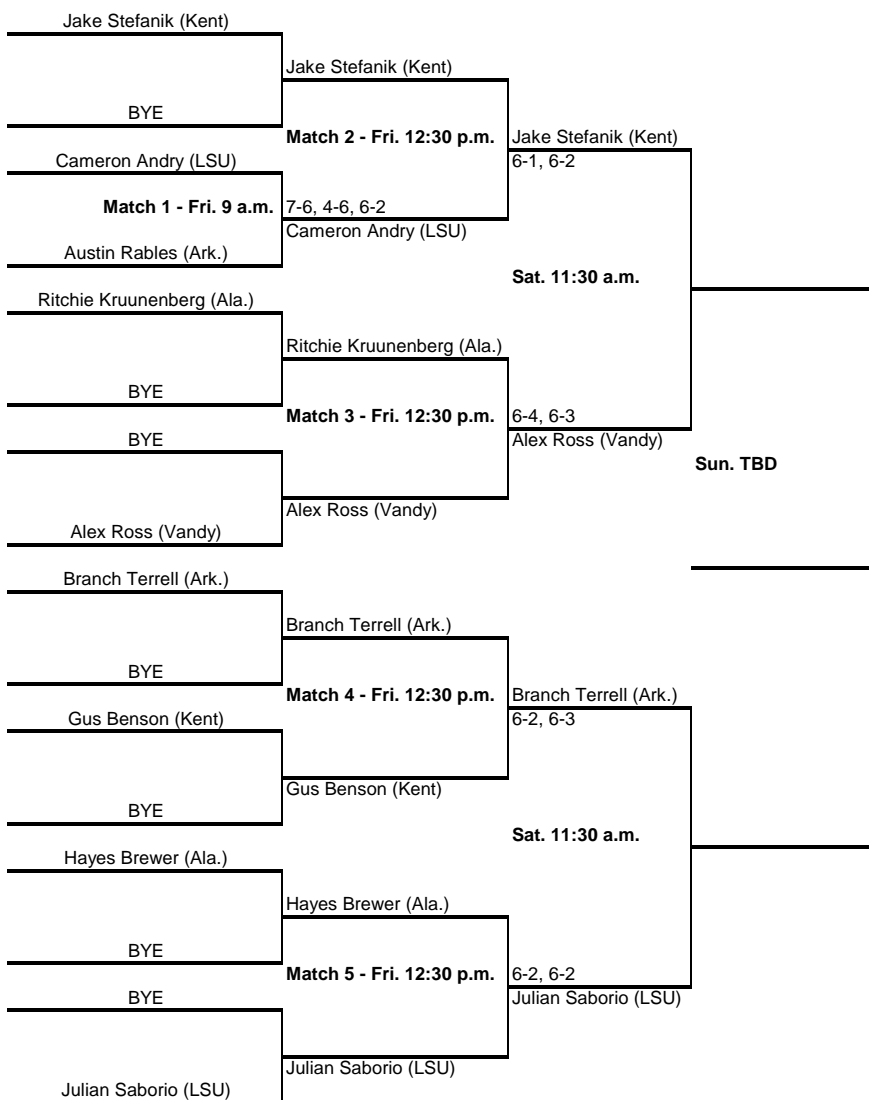 Jake Stefanik (Kent)
Jake Stefanik (Kent)
BYE
Match 2 - Fri. 12:30 p.m.
Jake Stefanik (Kent)
Cameron Andry (LSU)
6-1, 6-2
Match 1 - Fri. 9 a.m.
7-6, 4-6, 6-2
Cameron Andry (LSU)
Austin Rables (Ark.)
Sat. 11:30 a.m.
Ritchie Kruunenberg (Ala.)
Ritchie Kruunenberg (Ala.)
BYE
Match 3 - Fri. 12:30 p.m.
6-4, 6-3
BYE
Alex Ross (Vandy)
Sun. TBD
Alex Ross (Vandy)
Alex Ross (Vandy)
Branch Terrell (Ark.)
Branch Terrell (Ark.)
BYE
Match 4 - Fri. 12:30 p.m.
Branch Terrell (Ark.)
Gus Benson (Kent)
6-2, 6-3
Gus Benson (Kent)
BYE
Sat. 11:30 a.m.
Hayes Brewer (Ala.)
Hayes Brewer (Ala.)
BYE
Match 5 - Fri. 12:30 p.m.
6-2, 6-2
BYE
Julian Saborio (LSU)
Julian Saborio (LSU)
Julian Saborio (LSU)